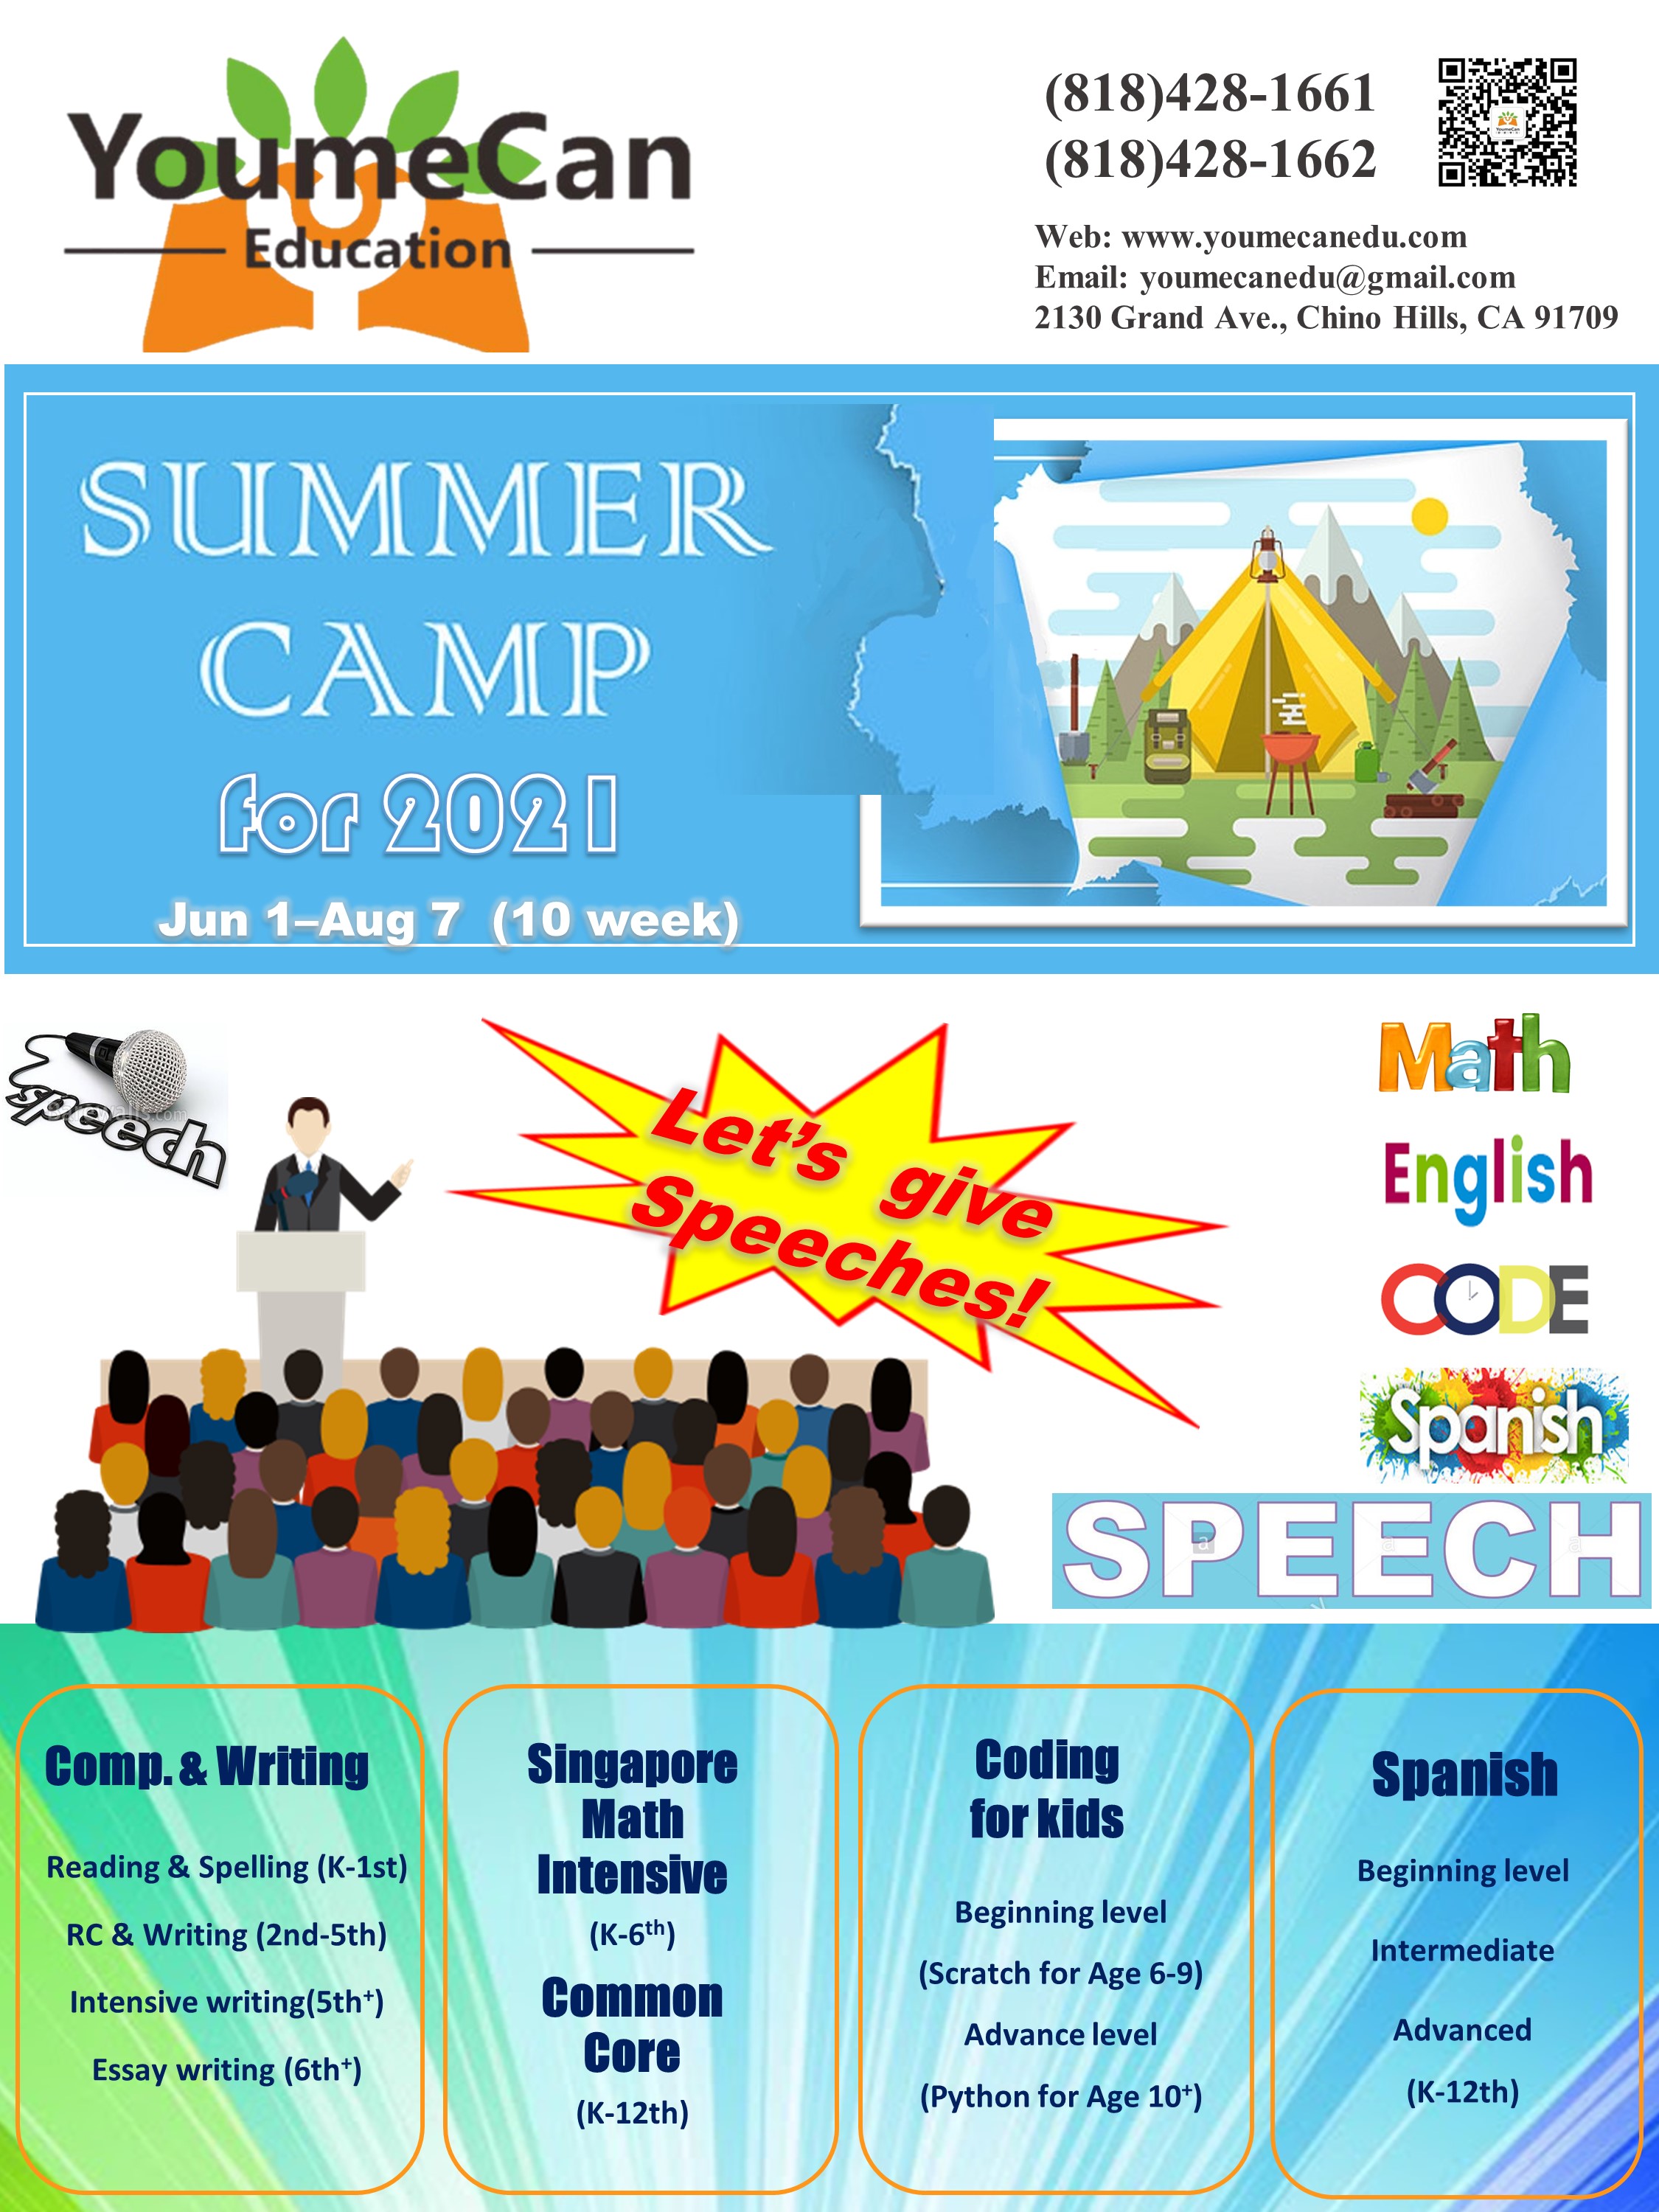 YoumeCan
Education
(818)428-1661
(818)428-1662
Web: www.youmecanedu.com
Email: youmecanedu@gmail.com
2130 Grand Ave., Chino Hills, CA 91709
SUMMER
CAMP
for 2021
Jun 1–Aug 7 (10 week)
speech
Let's give
Speeches!
Math
English
CODE
Spanish
SPEECH
Comp. & Writing
Reading & Spelling (K-1st)
RC & Writing (2nd-5th)
Intensive writing(5th⁺)
Essay writing (6th⁺)
Singapore
Math
Intensive
(K-6th)
Common
Core
(K-12th)
Coding
for kids
Beginning level
(Scratch for Age 6-9)
Advance level
(Python for Age 10⁺)
Spanish
Beginning level
Intermediate
Advanced
(K-12th)